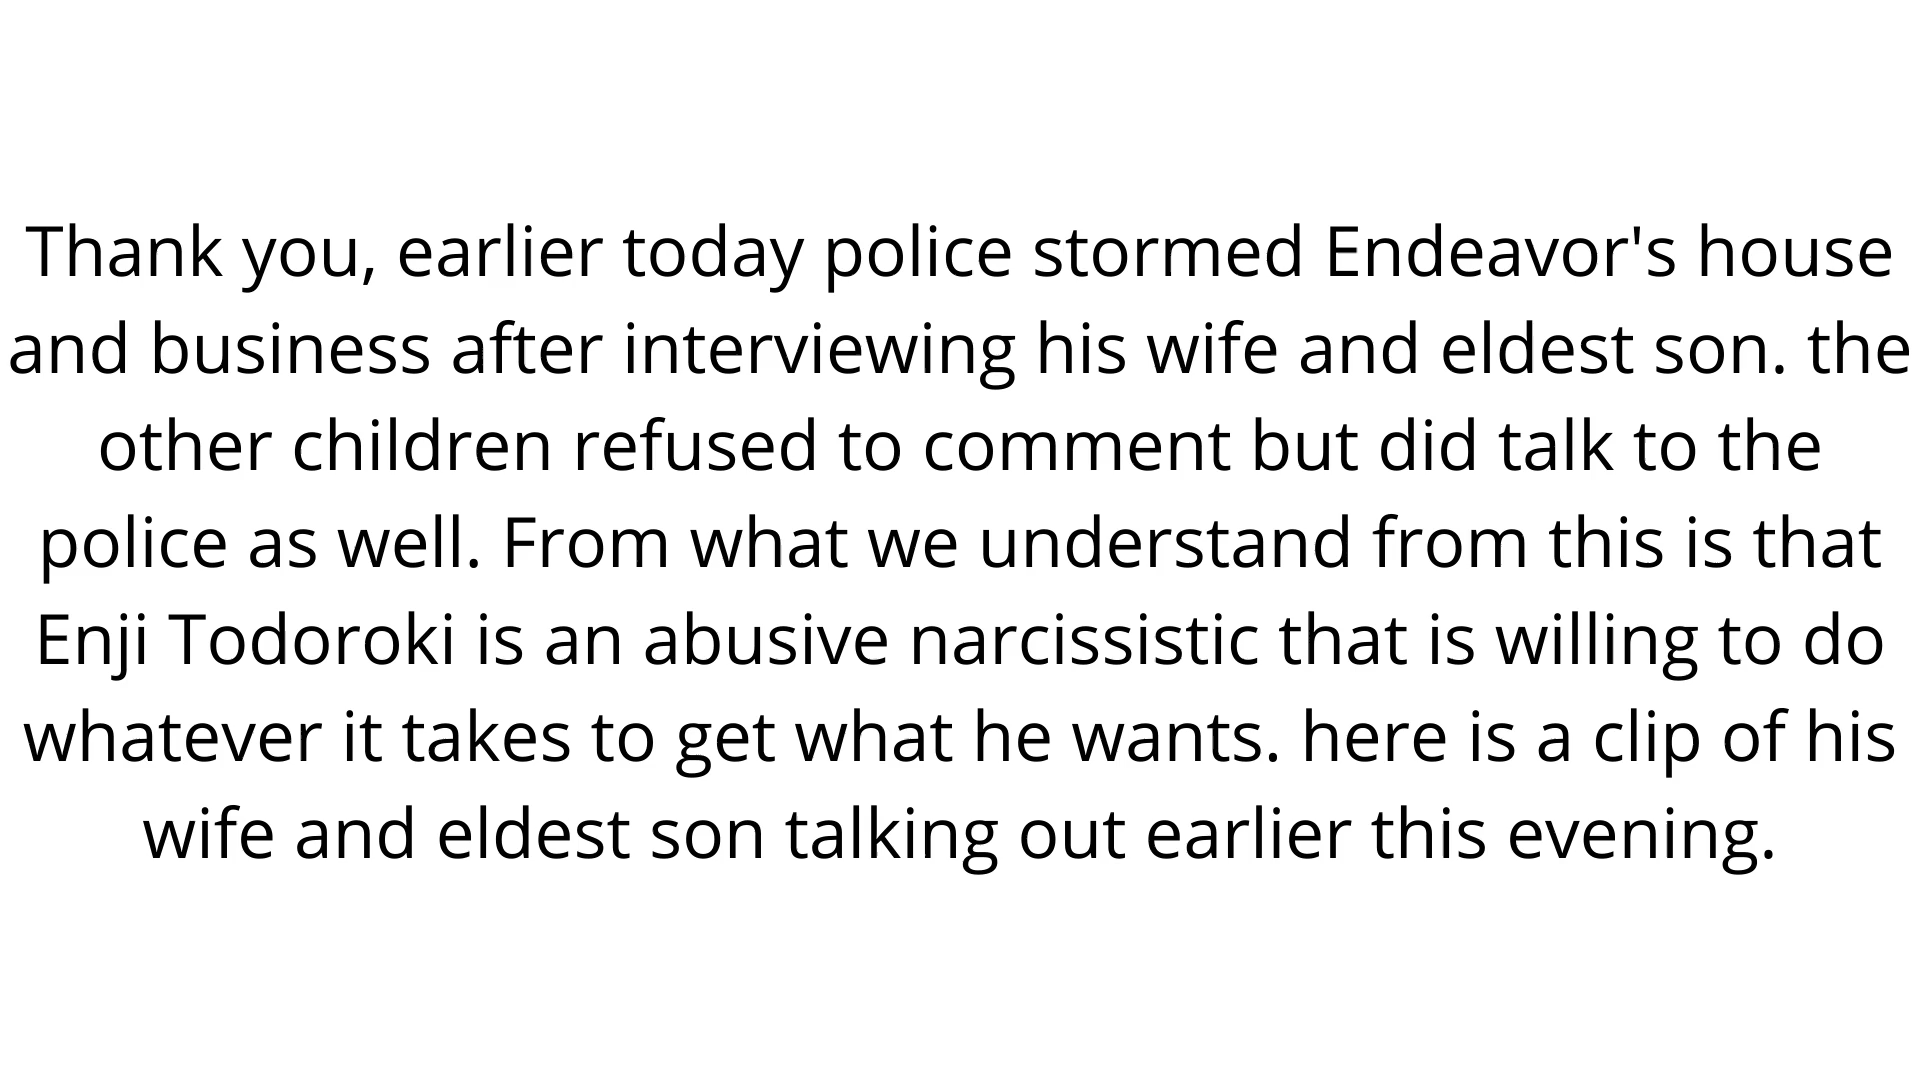 Thank you, earlier today police stormed Endeavor's house
and business after interviewing his wife and eldest son. the
other children refused to comment but did talk to the
police as well. From what we understand from this is that
Enji Todoroki is an abusive narcissistic that is willing to do
whatever it takes to get what he wants. here is a clip of his
wife and eldest son talking out earlier this evening.